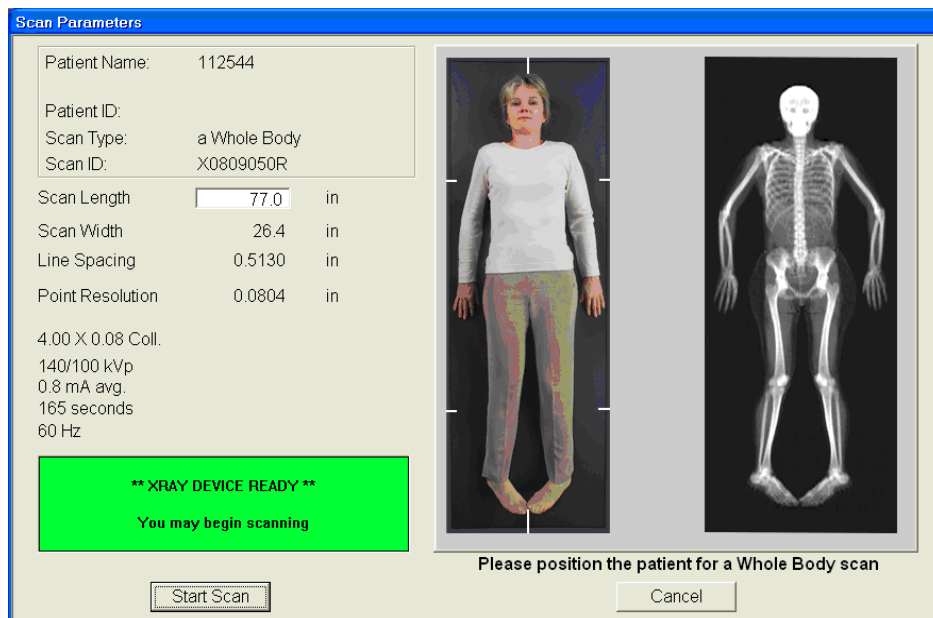 Scan Parameters
Patient Name: 112544
Patient ID:
Scan Type: a Whole Body
Scan ID: X0809050R
Scan Length 77.0 in
Scan Width 26.4 in
Line Spacing 0.5130 in
Point Resolution 0.0804 in
4.00 X 0.08 Coll.
140/100 kVp
0.8 mA avg.
165 seconds
60 Hz
** XRAY DEVICE READY **
You may begin scanning
Please position the patient for a Whole Body scan
Start Scan
Cancel